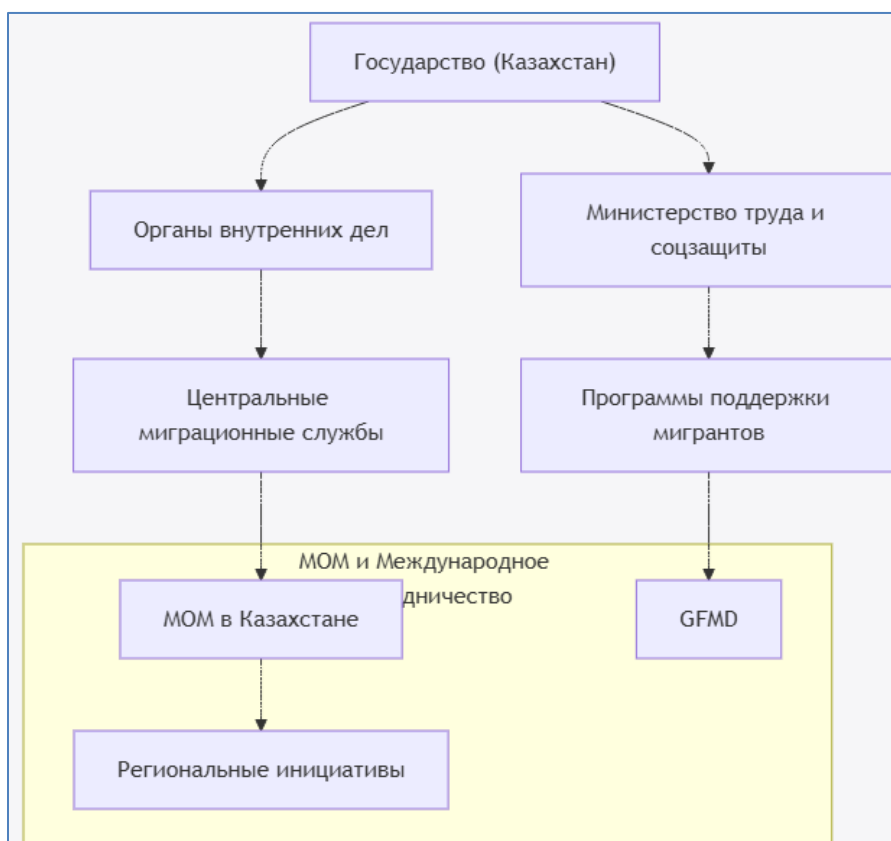 Государство (Казахстан)
Органы внутренних дел
Министерство труда и
соцзащиты
Центральные
миграционные службы
Программы поддержки
мигрантов
МОМ и Международное
дничество
МОМ в Казахстане
GFMD
Региональные инициативы